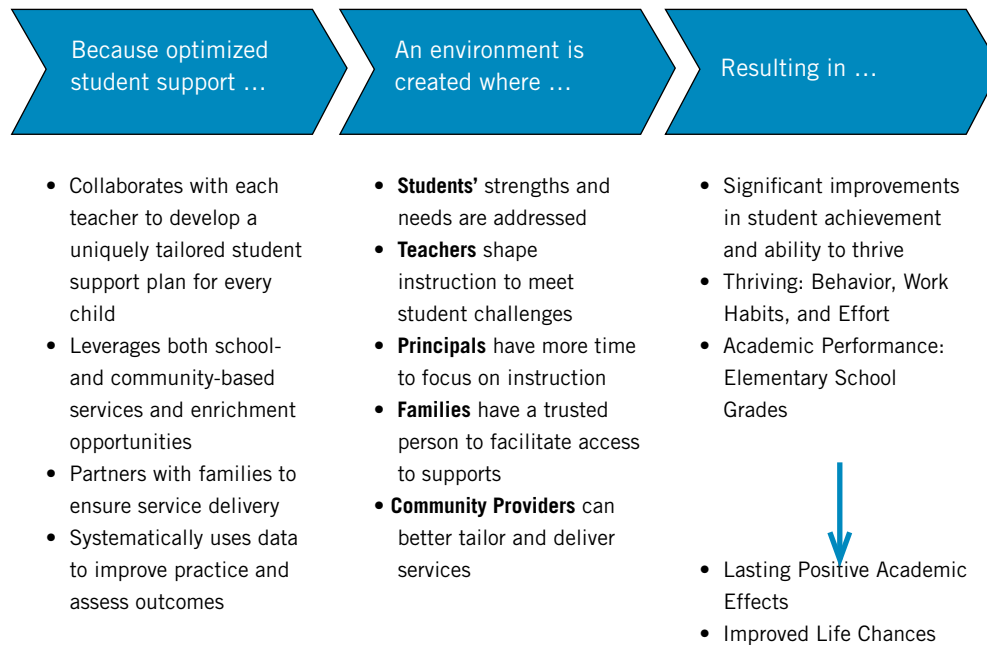 Because optimized
student support …
An environment is
created where …
Resulting in …
• Collaborates with each
teacher to develop a
uniquely tailored student
support plan for every
child
• Leverages both school-
and community-based
services and enrichment
opportunities
• Partners with families to
ensure service delivery
• Systematically uses data
to improve practice and
assess outcomes
• Students’ strengths and
needs are addressed
• Teachers shape
instruction to meet
student challenges
• Principals have more time
to focus on instruction
• Families have a trusted
person to facilitate access
to supports
• Community Providers can
better tailor and deliver
services
• Significant improvements
in student achievement
and ability to thrive
• Thriving: Behavior, Work
Habits, and Effort
• Academic Performance:
Elementary School
Grades
• Lasting Positive Academic
Effects
• Improved Life Chances